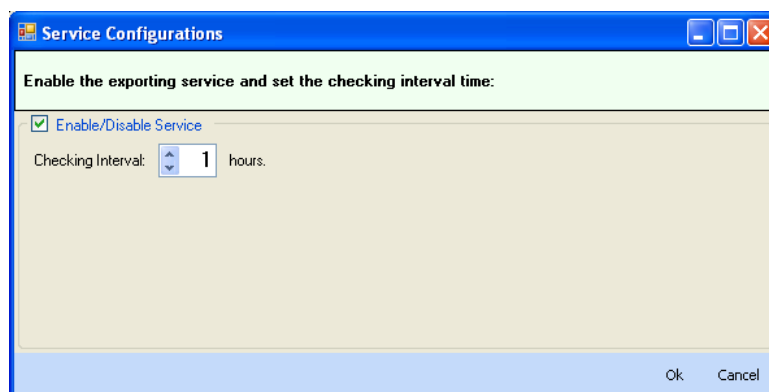 Service Configurations
Enable the exporting service and set the checking interval time:
Enable/Disable Service
Checking Interval: 1 hours.
Ok Cancel